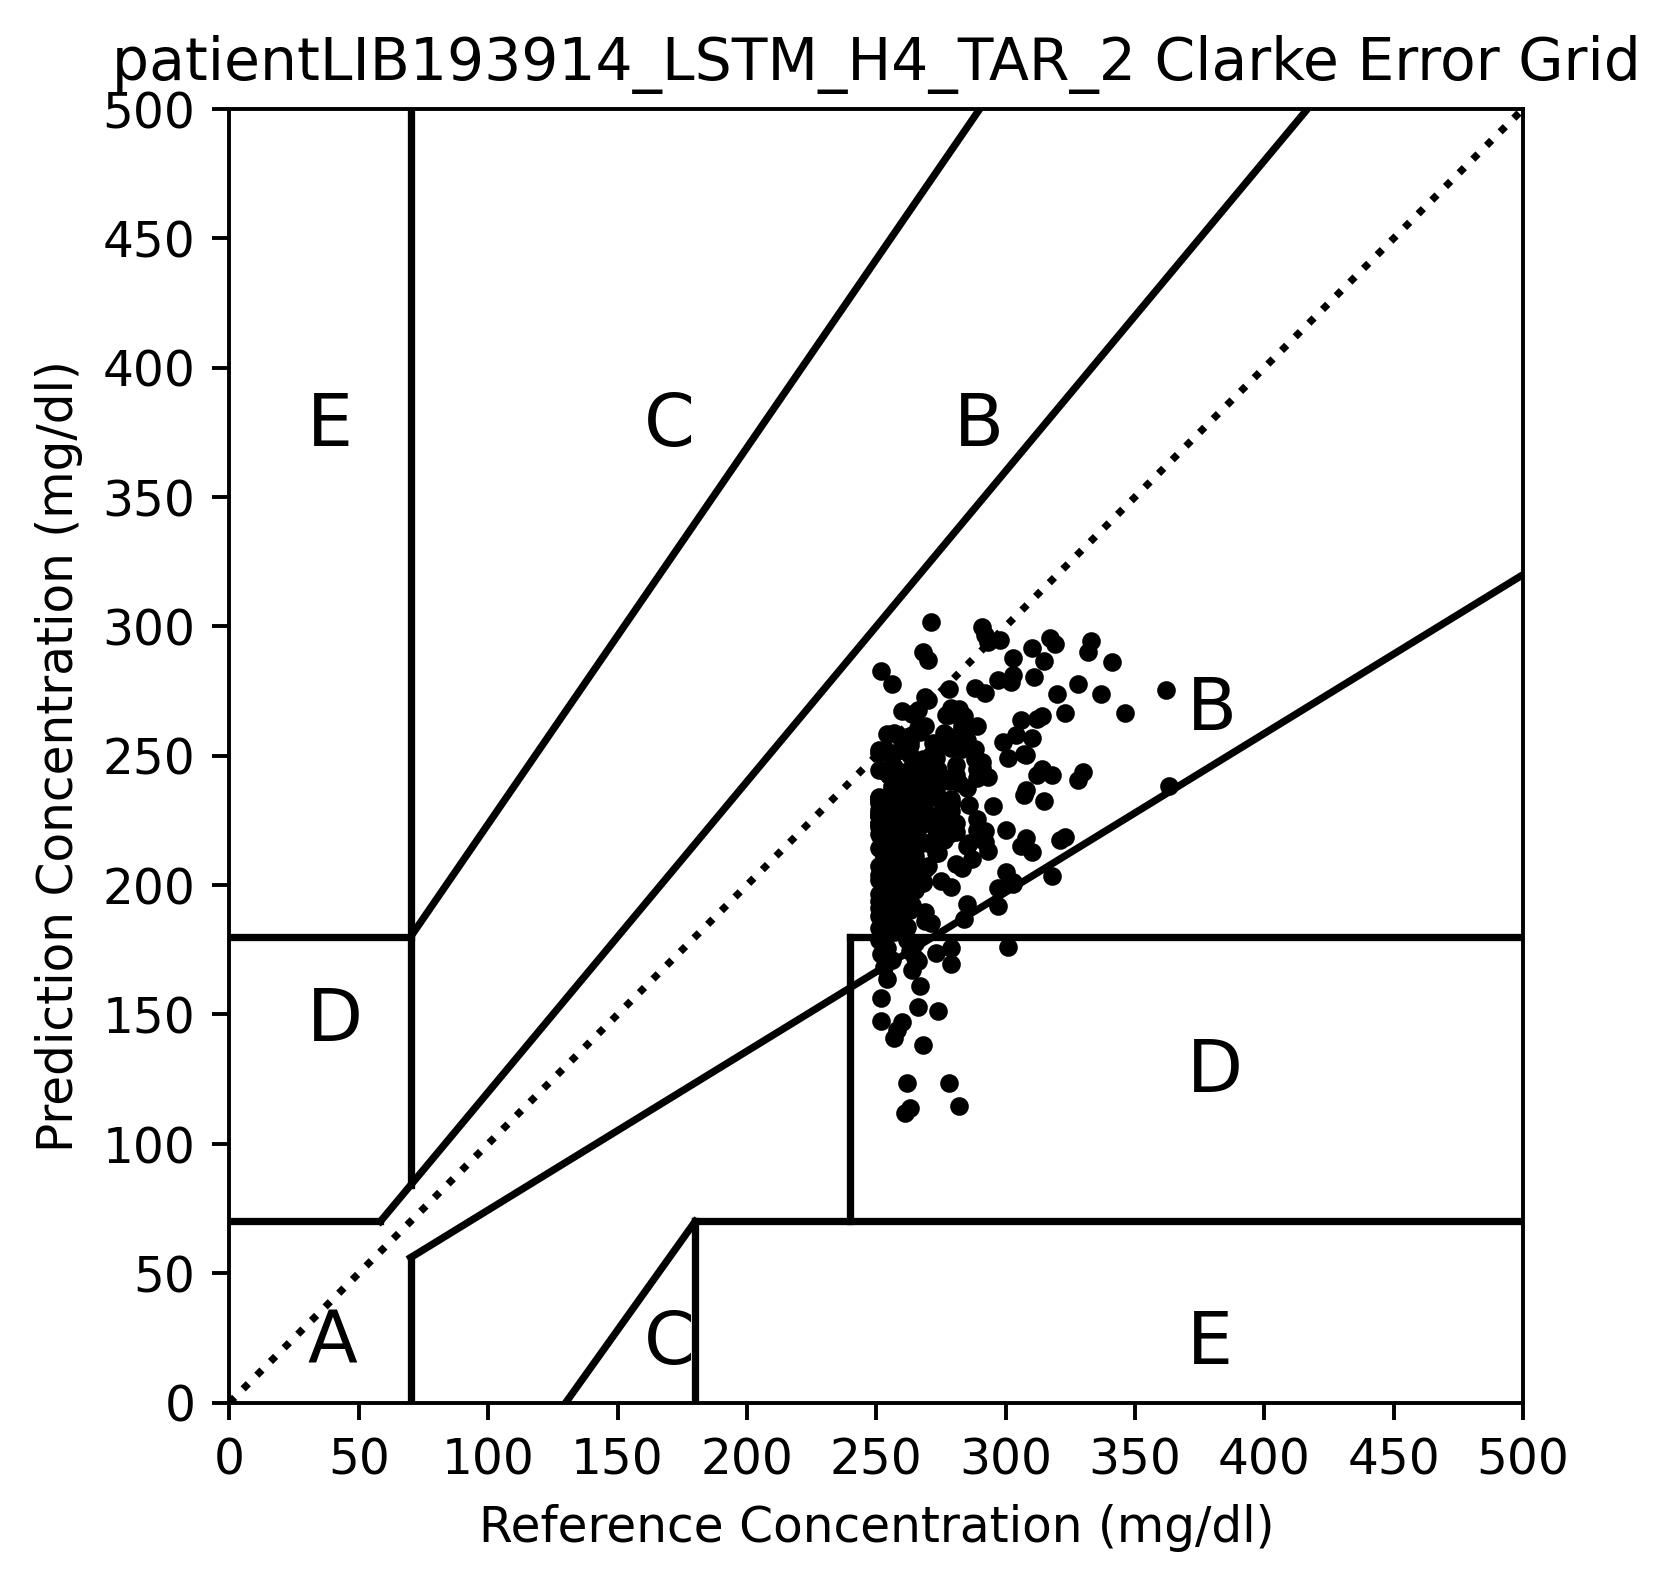 patientLIB193914_LSTM_H4_TAR_2 Clarke Error Grid
500
450
400
350
300
250
200
150
100
50
0
Prediction Concentration (mg/dl)
E
C
B
B
D
D
A
C
E
0 50 100 150 200 250 300 350 400 450 500
Reference Concentration (mg/dl)